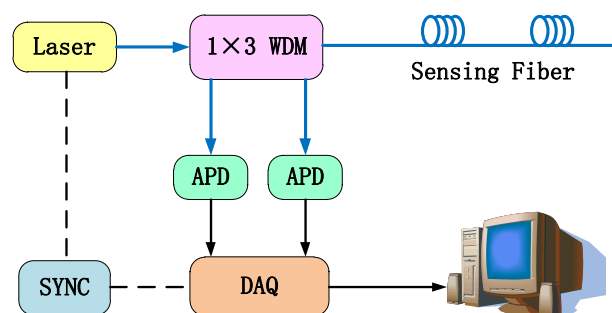 Laser
1×3 WDM
Sensing Fiber
APD
APD
SYNC
DAQ